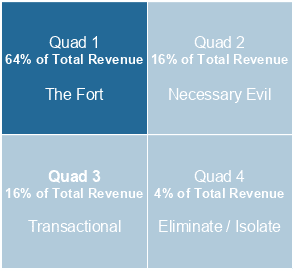 Quad 1
64% of Total Revenue
The Fort
Quad 2
16% of Total Revenue
Necessary Evil
Quad 3
16% of Total Revenue
Transactional
Quad 4
4% of Total Revenue
Eliminate / Isolate